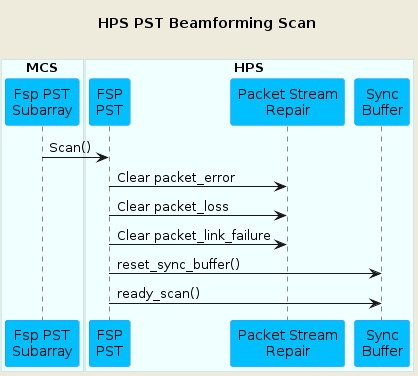 HPS PST Beamforming Scan
MCS
HPS
Fsp PST
Subarray
FSP
PST
Packet Stream
Repair
Sync
Buffer
Scan()
Clear packet_error
Clear packet_loss
Clear packet_link_failure
reset_sync_buffer()
ready_scan()
Fsp PST
Subarray
FSP
PST
Packet Stream
Repair
Sync
Buffer